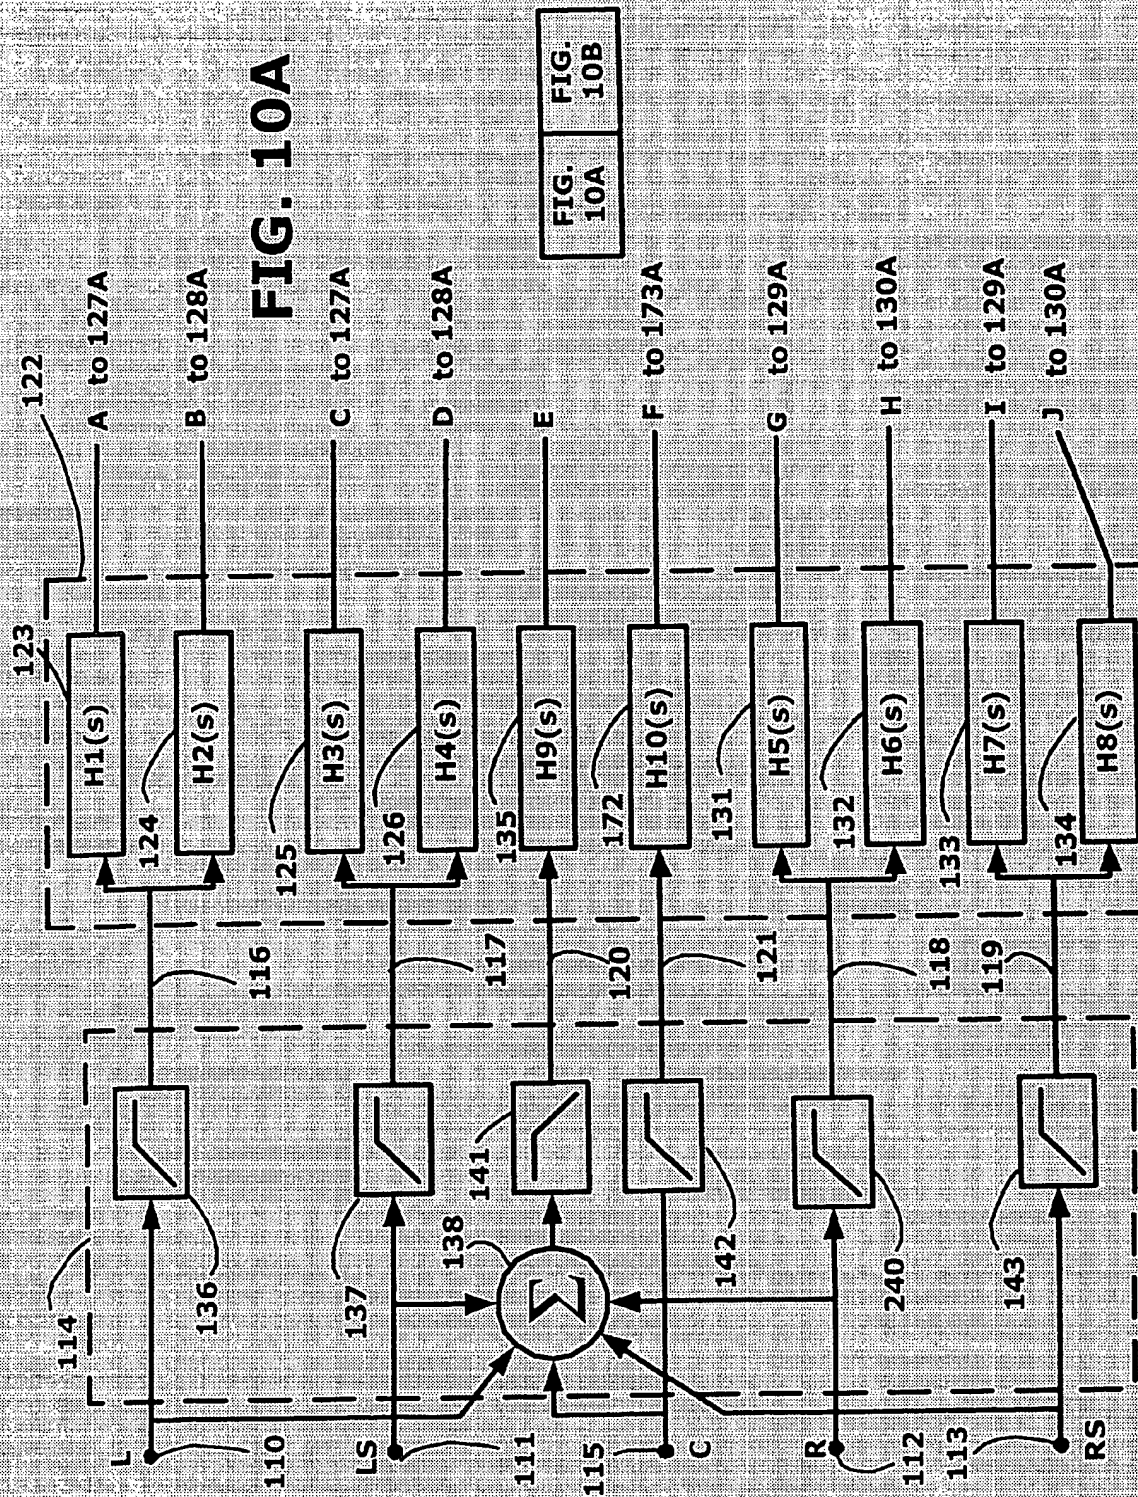 FIG. 10A
FIG.
10A
FIG.
10B
122
123
A to 127A
B to 128A
C to 127A
D to 128A
E
F to 173A
G to 129A
H to 130A
I to 129A
J to 130A
H1(s)
124
H2(s)
125
H3(s)
126
H4(s)
135
H9(s)
172
H10(s)
131
H5(s)
132
H6(s)
133
H7(s)
134
H8(s)
116
117
120
121
118
119
114
136
137
138
141
142
240
143
Σ
L
110
LS
111
115
C
R
112
113
RS